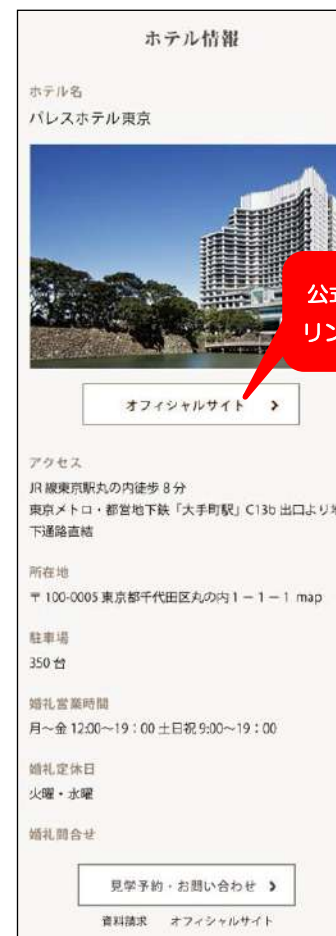 ホテル情報
ホテル名
パレスホテル東京
公式
リン
オフィシャルサイト
アクセス
JR線東京駅丸の内徒歩8分
東京メトロ・都営地下鉄「大手町駅」C13b 出口より地
下通路直結
所在地
〒100-0005 東京都千代田区丸の内1－1－1 map
駐車場
350台
婚礼営業時間
月～金 12:00～19：00 土日祝 9:00～19：00
婚礼定休日
火曜・水曜
婚礼問合せ
見学予約・お問い合わせ
資料請求 オフィシャルサイト